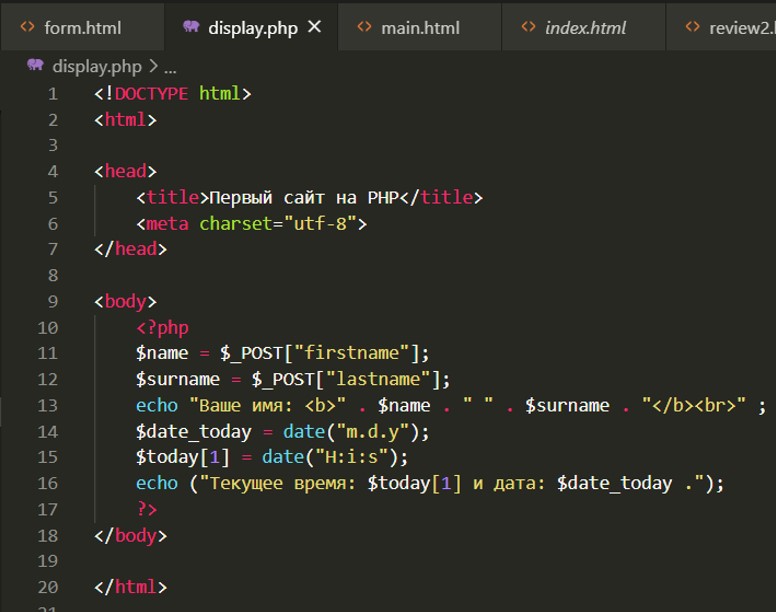 form.html display.php main.html index.html review2.
display.php > ...
1 <!DOCTYPE html>
2 <html>
3
4 <head>
5 <title>Первый сайт на PHP</title>
6 <meta charset="utf-8">
7 </head>
8
9 <body>
10 <?php
11 $name = $_POST["firstname"];
12 $surname = $_POST["lastname"];
13 echo "Ваше имя: <b>" . $name . " " . $surname . "</b><br>" ;
14 $date_today = date("m.d.y");
15 $today[1] = date("H:i:s");
16 echo ("Текущее время: $today[1] и дата: $date_today .");
17 ?>
18 </body>
19
20 </html>
21